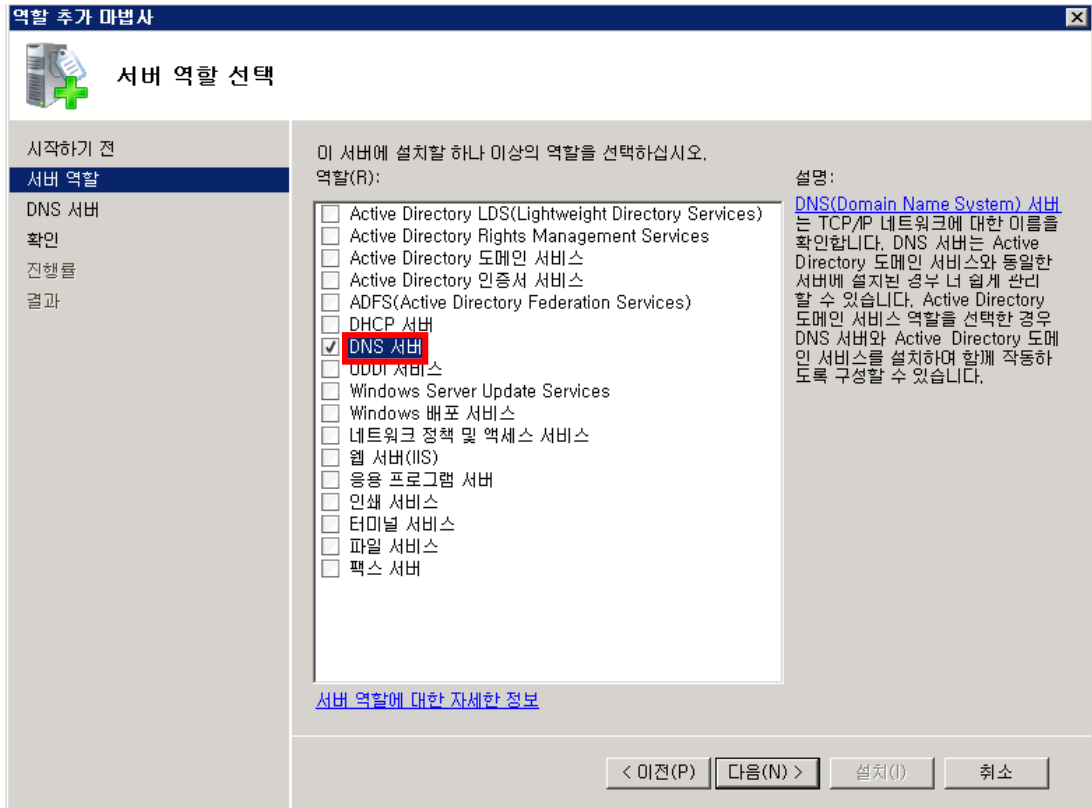 역할 추가 마법사
서버 역할 선택
시작하기 전
서버 역할
DNS 서버
확인
진행률
결과
이 서버에 설치할 하나 이상의 역할을 선택하십시오.
역할(R):
Active Directory LDS(Lightweight Directory Services)
Active Directory Rights Management Services
Active Directory 도메인 서비스
Active Directory 인증서 서비스
ADFS(Active Directory Federation Services)
DHCP 서버
DNS 서버
UDDI 서비스
Windows Server Update Services
Windows 배포 서비스
네트워크 정책 및 액세스 서비스
웹 서버(IIS)
응용 프로그램 서버
인쇄 서비스
터미널 서비스
파일 서비스
팩스 서버
서버 역할에 대한 자세한 정보
설명:
DNS(Domain Name System) 서버
는 TCP/IP 네트워크에 대한 이름을
확인합니다. DNS 서버는 Active
Directory 도메인 서비스와 동일한
서버에 설치된 경우 더 쉽게 관리
할 수 있습니다. Active Directory
도메인 서비스 역할을 선택한 경우
DNS 서버와 Active Directory 도메
인 서비스를 설치하여 함께 작동하
도록 구성할 수 있습니다.
< 이전(P)
다음(N) >
설치(I)
취소